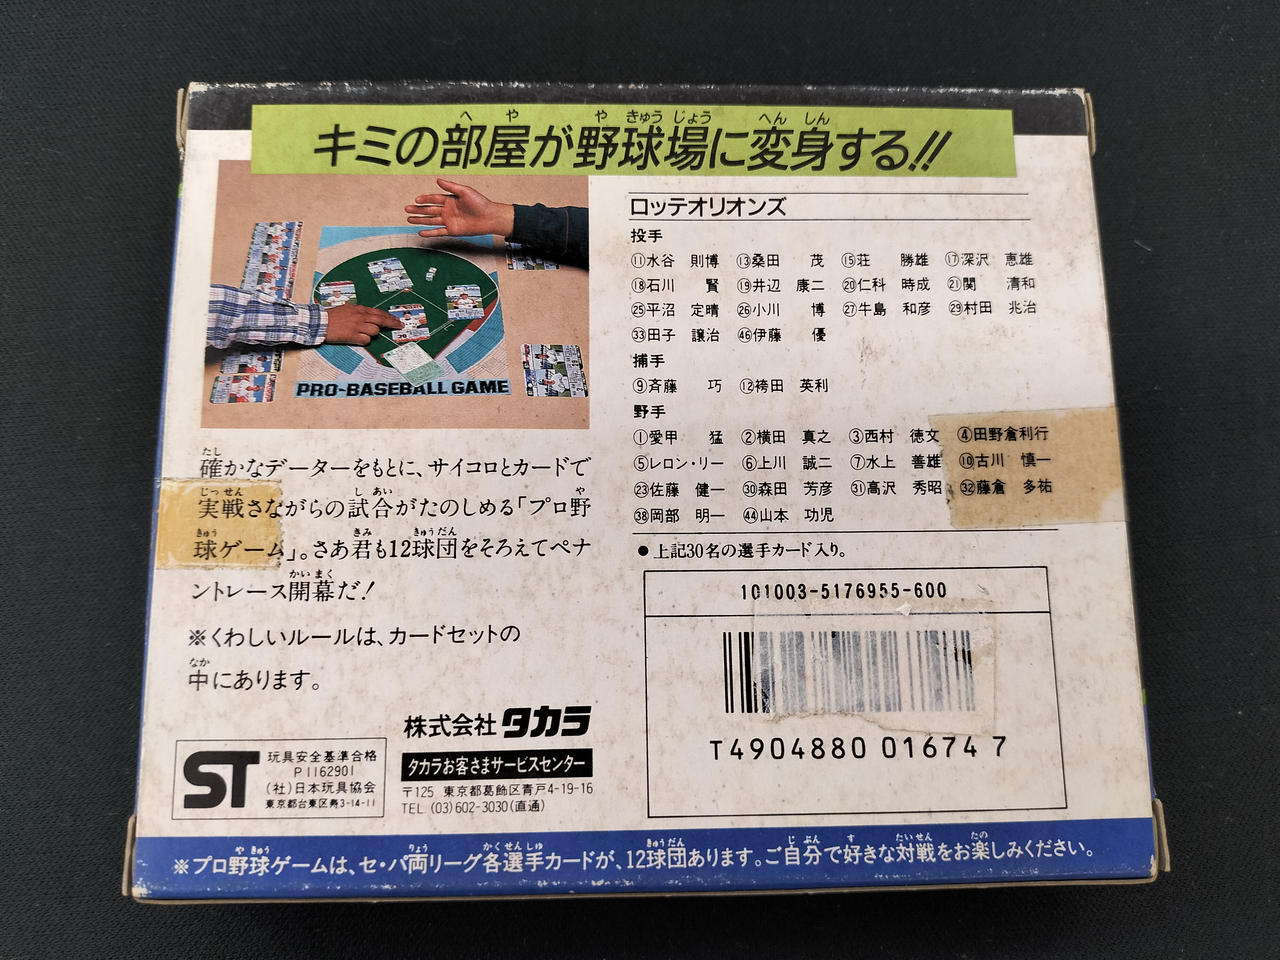 キミの部屋が野球場に変身する!!
PRO-BASEBALL GAME
確かなデーターをもとに、サイコロとカードで
実戦さながらの試合がたのしめる「プロ野
球ゲーム」。さあ君も12球団をそろえてペナ
ントレース開幕だ!
※くわしいルールは、カードセットの
中にあります。
株式会社タカラ
タカラお客さまサービスセンター
〒125 東京都葛飾区青戸4-19-16
TEL (03)602-3030(直通)
ST
玩具安全基準合格
P1162901
(社)日本玩具協会
東京都台東区寿3-14-11
ロッテオリオンズ
投手
⑪水谷 則博 ⑬桑田 茂 ⑮荘 勝雄 ⑰深沢 恵雄
⑱石川 賢 ⑲井辺 康二 ⑳仁科 時成 ㉑関 清和
㉕平沼 定晴 ㉖小川 博 ㉗牛島 和彦 ㉙村田 兆治
㉝田子 譲治 ㊻伊藤 優
捕手
⑨斉藤 巧 ⑫袴田 英利
野手
①愛甲 猛 ②横田 真之 ③西村 徳文 ④田野倉利行
⑤レロン・リー ⑥上川 誠二 ⑦水上 善雄 ⑩古川 慎一
㉓佐藤 健一 ㉚森田 芳彦 ㉛高沢 秀昭 ㉜藤倉 多祐
㊳岡部 明一 ㊹山本 功児
●上記30名の選手カード入り。
101003-5176955-600
T4904880 01674 7
※プロ野球ゲームは、セ・パ両リーグ各選手カードが、12球団あります。ご自分で好きな対戦をお楽しみください。